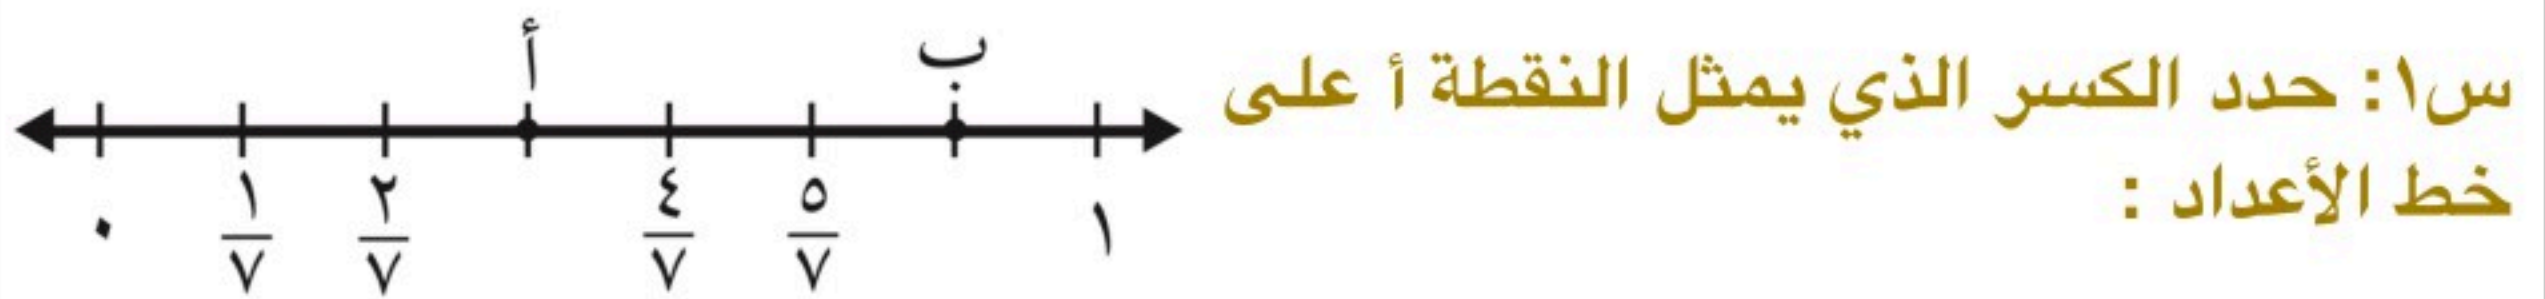 س١: حدد الكسر الذي يمثل النقطة أ على
خط الأعداد :
أ ب
٠ ١/٧ ٢/٧ ٤/٧ ٥/٧ ١